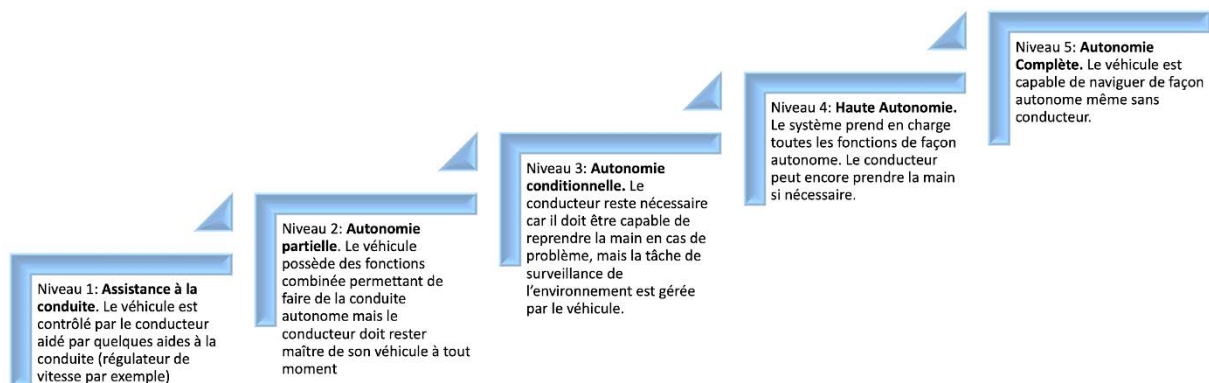 Niveau 1: Assistance à la
conduite. Le véhicule est
contrôlé par le conducteur
aidé par quelques aides à la
conduite (régulateur de
vitesse par exemple)
Niveau 2: Autonomie
partielle. Le véhicule
possède des fonctions
combinée permettant de
faire de la conduite
autonome mais le
conducteur doit rester
maître de son véhicule à tout
moment
Niveau 3: Autonomie
conditionnelle. Le
conducteur reste nécessaire
car il doit être capable de
reprendre la main en cas de
problème, mais la tâche de
surveillance de
l'environnement est gérée
par le véhicule.
Niveau 4: Haute Autonomie.
Le système prend en charge
toutes les fonctions de façon
autonome. Le conducteur
peut encore prendre la main
si nécessaire.
Niveau 5: Autonomie
Complète. Le véhicule est
capable de naviguer de façon
autonome même sans
conducteur.